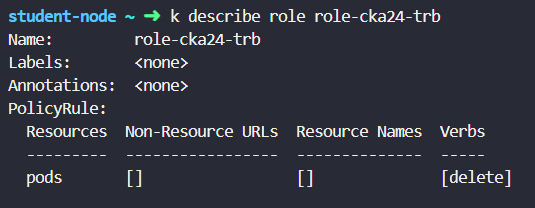 student-node ~ ➜ k describe role role-cka24-trb
Name:         role-cka24-trb
Labels:       <none>
Annotations:  <none>
PolicyRule:
  Resources  Non-Resource URLs  Resource Names  Verbs
  ---------  -----------------  --------------  -----
  pods       []                 []              [delete]